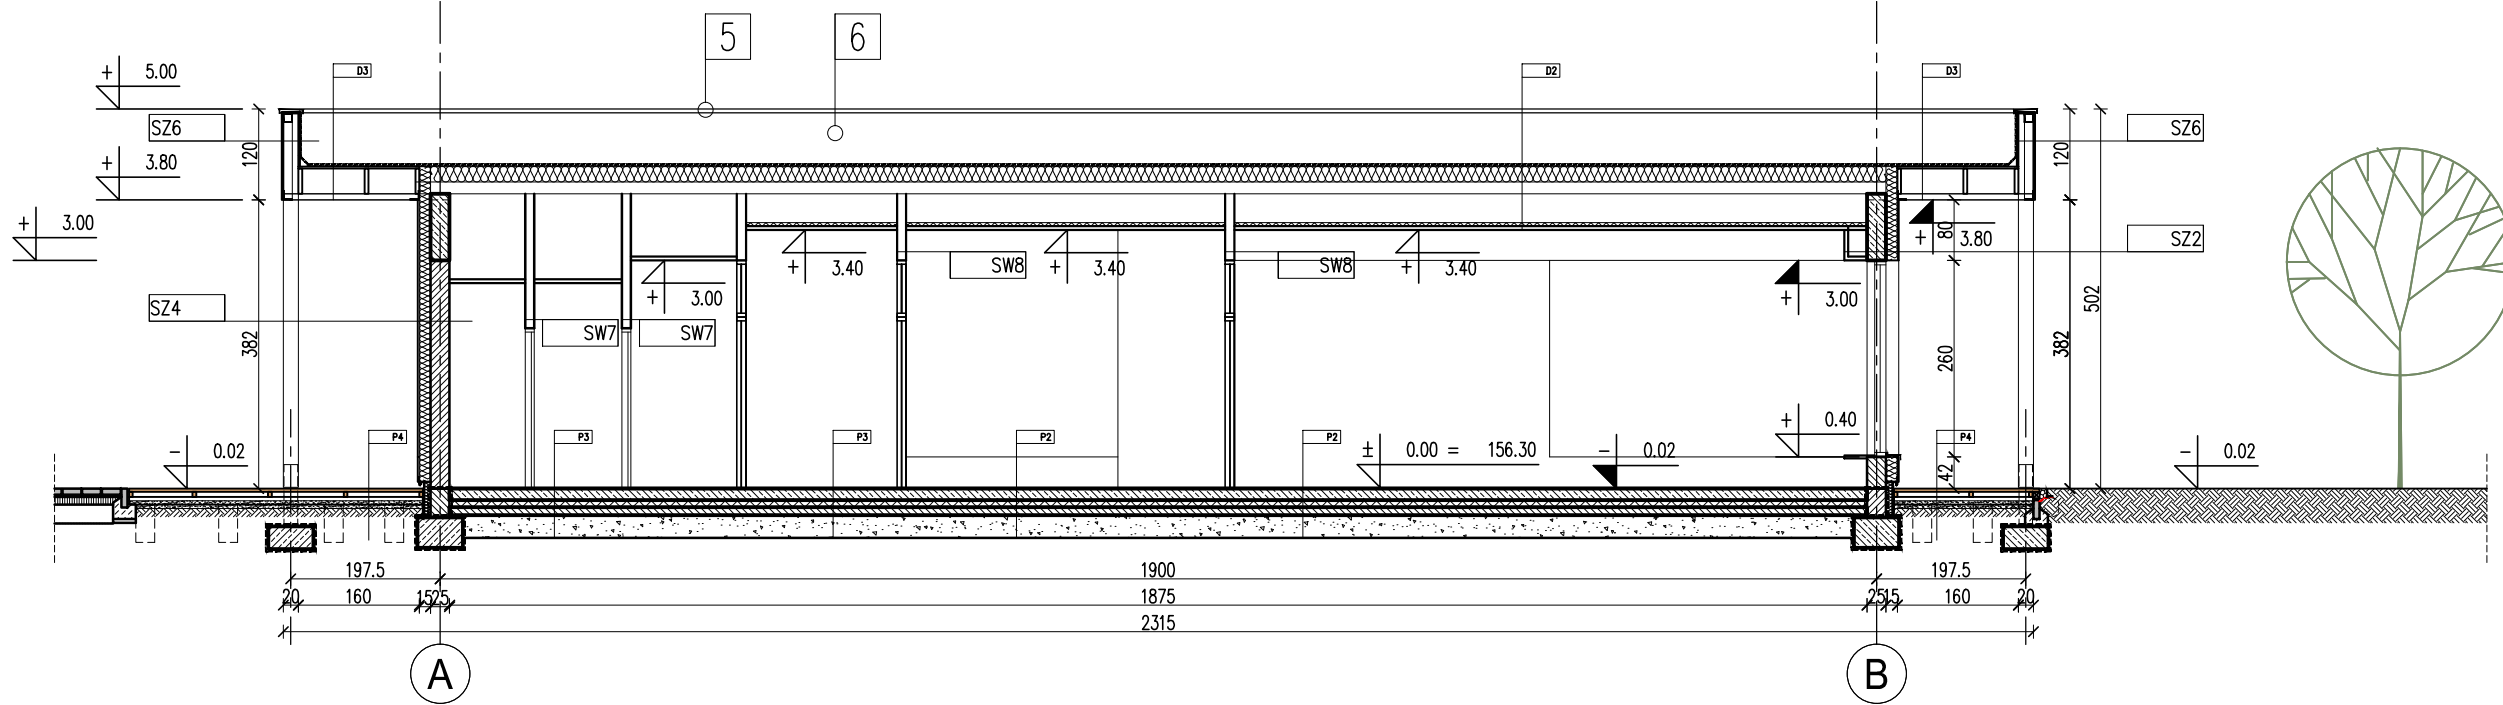 5
6
+ 5.00
D3
D2
D3
SZ6
120
120
SZ6
+ 3.80
+ 3.00
80
+ 3.80
SZ2
+ 3.40
SW8
+ 3.40
SW8
+ 3.40
+ 3.00
+ 3.00
502
SZ4
SW7
SW7
382
382
260
+ 0.40
P4
P3
P3
P2
P2
P4
- 0.02
± 0.00 = 156.30
- 0.02
- 0.02
42
197.5
1900
197.5
20
160
15
25
1875
25
15
160
20
2315
A
B